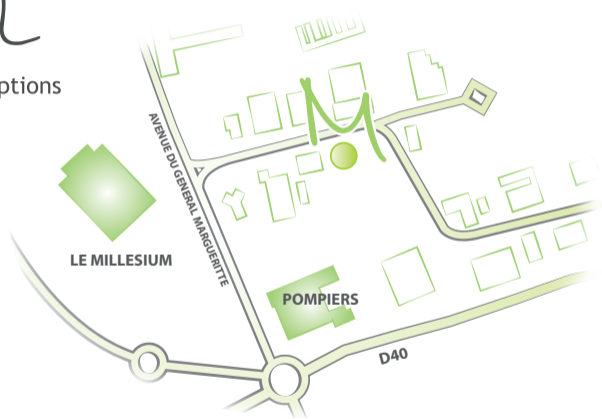 ptions
M
AVENUE DU GENERAL MARGUERITTE
LE MILLESIUM
POMPIERS
D40